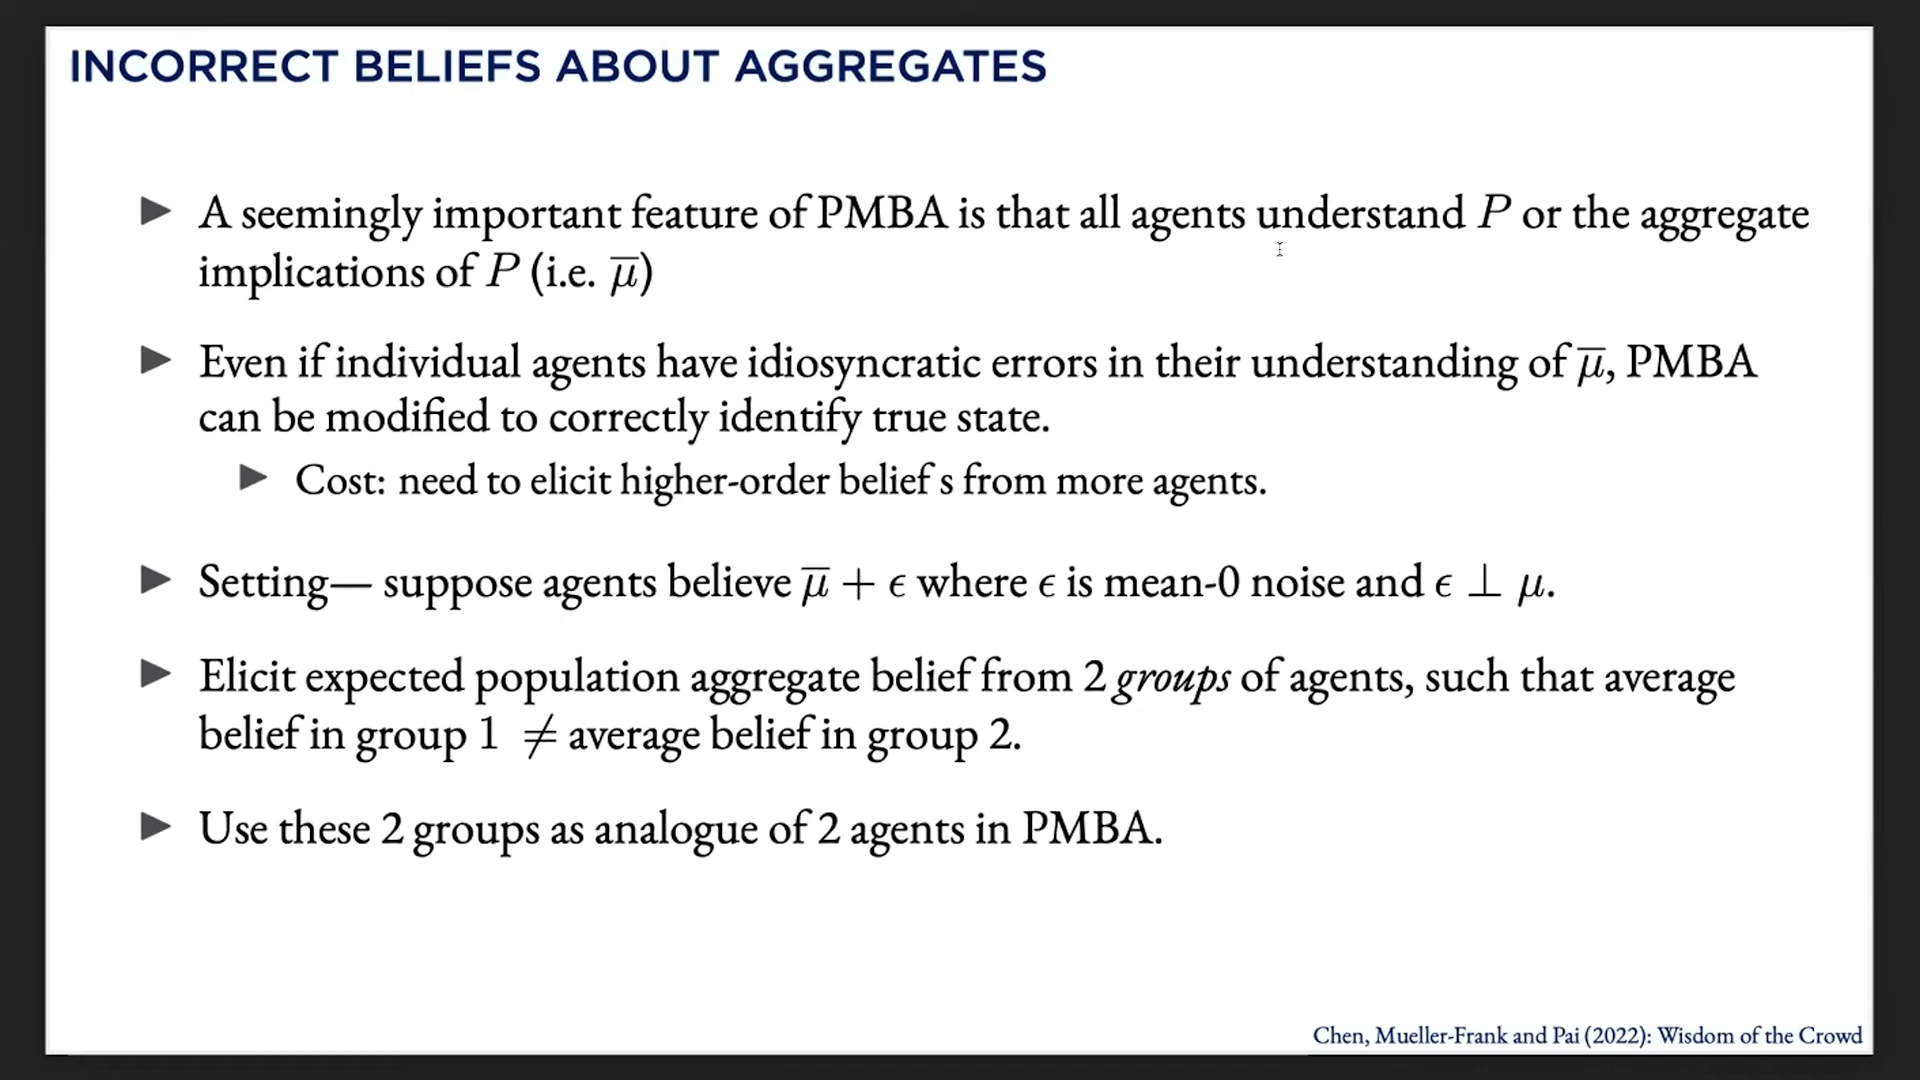 INCORRECT BELIEFS ABOUT AGGREGATES
▶ A seemingly important feature of PMBA is that all agents understand P or the aggregate
implications of P (i.e. μ̅)
▶ Even if individual agents have idiosyncratic errors in their understanding of μ̅, PMBA
can be modified to correctly identify true state.
▶ Cost: need to elicit higher-order belief s from more agents.
▶ Setting— suppose agents believe μ̅ + ϵ where ϵ is mean-0 noise and ϵ ⊥ μ.
▶ Elicit expected population aggregate belief from 2 groups of agents, such that average
belief in group 1 ≠ average belief in group 2.
▶ Use these 2 groups as analogue of 2 agents in PMBA.
Chen, Mueller-Frank and Pai (2022): Wisdom of the Crowd